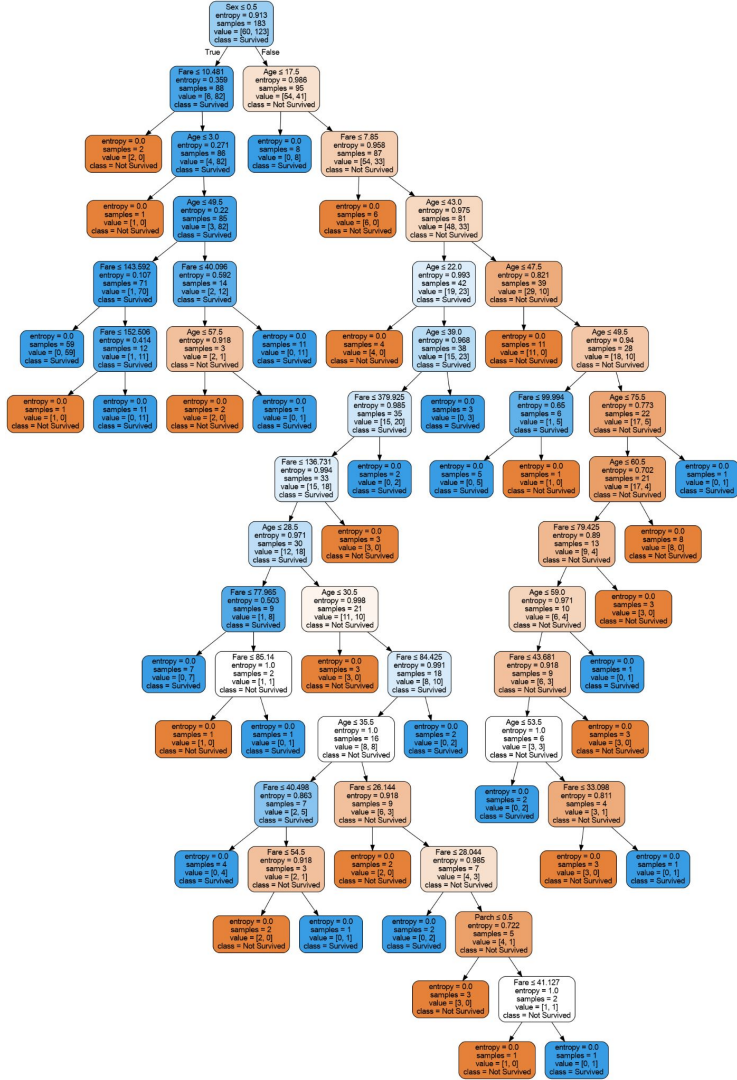 Sex ≤ 0.5
entropy = 0.913
samples = 183
value = [60, 123]
class = Survived
True
False
Fare ≤ 10.481
entropy = 0.359
samples = 88
value = [6, 82]
class = Survived
Age ≤ 17.5
entropy = 0.986
samples = 95
value = [54, 41]
class = Not Survived
entropy = 0.0
samples = 2
value = [2, 0]
class = Not Survived
Age ≤ 3.0
entropy = 0.271
samples = 86
value = [4, 82]
class = Survived
entropy = 0.0
samples = 8
value = [0, 8]
class = Survived
Fare ≤ 7.85
entropy = 0.958
samples = 87
value = [54, 33]
class = Not Survived
entropy = 0.0
samples = 1
value = [1, 0]
class = Not Survived
Age ≤ 49.5
entropy = 0.22
samples = 85
value = [3, 82]
class = Survived
entropy = 0.0
samples = 6
value = [6, 0]
class = Not Survived
Age ≤ 43.0
entropy = 0.975
samples = 81
value = [48, 33]
class = Not Survived
Fare ≤ 143.592
entropy = 0.107
samples = 71
value = [1, 70]
class = Survived
Fare ≤ 40.096
entropy = 0.592
samples = 14
value = [2, 12]
class = Survived
Age ≤ 22.0
entropy = 0.993
samples = 42
value = [19, 23]
class = Survived
Age ≤ 47.5
entropy = 0.821
samples = 39
value = [29, 10]
class = Not Survived
entropy = 0.0
samples = 59
value = [0, 59]
class = Survived
Fare ≤ 152.506
entropy = 0.414
samples = 12
value = [1, 11]
class = Survived
Age ≤ 57.5
entropy = 0.918
samples = 3
value = [2, 1]
class = Not Survived
entropy = 0.0
samples = 11
value = [0, 11]
class = Survived
entropy = 0.0
samples = 4
value = [4, 0]
class = Not Survived
Age ≤ 39.0
entropy = 0.968
samples = 38
value = [15, 23]
class = Survived
entropy = 0.0
samples = 11
value = [11, 0]
class = Not Survived
Age ≤ 49.5
entropy = 0.94
samples = 28
value = [18, 10]
class = Not Survived
entropy = 0.0
samples = 1
value = [1, 0]
class = Not Survived
entropy = 0.0
samples = 11
value = [0, 11]
class = Survived
entropy = 0.0
samples = 2
value = [2, 0]
class = Not Survived
entropy = 0.0
samples = 1
value = [0, 1]
class = Survived
Fare ≤ 379.925
entropy = 0.985
samples = 35
value = [15, 20]
class = Survived
entropy = 0.0
samples = 3
value = [0, 3]
class = Survived
Fare ≤ 99.994
entropy = 0.65
samples = 6
value = [1, 5]
class = Survived
Age ≤ 75.5
entropy = 0.773
samples = 22
value = [17, 5]
class = Not Survived
Fare ≤ 136.731
entropy = 0.994
samples = 33
value = [15, 18]
class = Survived
entropy = 0.0
samples = 2
value = [0, 2]
class = Survived
entropy = 0.0
samples = 5
value = [0, 5]
class = Survived
entropy = 0.0
samples = 1
value = [1, 0]
class = Not Survived
Age ≤ 60.5
entropy = 0.702
samples = 21
value = [17, 4]
class = Not Survived
entropy = 0.0
samples = 1
value = [0, 1]
class = Survived
Age ≤ 28.5
entropy = 0.971
samples = 30
value = [12, 18]
class = Survived
entropy = 0.0
samples = 3
value = [3, 0]
class = Not Survived
Fare ≤ 79.425
entropy = 0.89
samples = 13
value = [9, 4]
class = Not Survived
entropy = 0.0
samples = 8
value = [8, 0]
class = Not Survived
Fare ≤ 77.965
entropy = 0.503
samples = 9
value = [1, 8]
class = Survived
Age ≤ 30.5
entropy = 0.998
samples = 21
value = [11, 10]
class = Not Survived
Age ≤ 59.0
entropy = 0.971
samples = 10
value = [6, 4]
class = Not Survived
entropy = 0.0
samples = 3
value = [3, 0]
class = Not Survived
entropy = 0.0
samples = 7
value = [0, 7]
class = Survived
Fare ≤ 85.14
entropy = 1.0
samples = 2
value = [1, 1]
class = Not Survived
entropy = 0.0
samples = 3
value = [3, 0]
class = Not Survived
Fare ≤ 84.425
entropy = 0.991
samples = 18
value = [8, 10]
class = Survived
Fare ≤ 43.681
entropy = 0.918
samples = 9
value = [6, 3]
class = Not Survived
entropy = 0.0
samples = 1
value = [0, 1]
class = Survived
entropy = 0.0
samples = 1
value = [1, 0]
class = Not Survived
entropy = 0.0
samples = 1
value = [0, 1]
class = Survived
Age ≤ 35.5
entropy = 1.0
samples = 16
value = [8, 8]
class = Not Survived
entropy = 0.0
samples = 2
value = [0, 2]
class = Survived
Age ≤ 53.5
entropy = 1.0
samples = 6
value = [3, 3]
class = Not Survived
entropy = 0.0
samples = 3
value = [3, 0]
class = Not Survived
Fare ≤ 40.498
entropy = 0.863
samples = 7
value = [2, 5]
class = Survived
Fare ≤ 26.144
entropy = 0.918
samples = 9
value = [6, 3]
class = Not Survived
entropy = 0.0
samples = 2
value = [0, 2]
class = Survived
Fare ≤ 33.098
entropy = 0.811
samples = 4
value = [3, 1]
class = Not Survived
entropy = 0.0
samples = 4
value = [0, 4]
class = Survived
Fare ≤ 54.5
entropy = 0.918
samples = 3
value = [2, 1]
class = Not Survived
entropy = 0.0
samples = 2
value = [2, 0]
class = Not Survived
Fare ≤ 28.044
entropy = 0.985
samples = 7
value = [4, 3]
class = Not Survived
entropy = 0.0
samples = 3
value = [3, 0]
class = Not Survived
entropy = 0.0
samples = 1
value = [0, 1]
class = Survived
entropy = 0.0
samples = 2
value = [2, 0]
class = Not Survived
entropy = 0.0
samples = 1
value = [0, 1]
class = Survived
entropy = 0.0
samples = 2
value = [0, 2]
class = Survived
Parch ≤ 0.5
entropy = 0.722
samples = 5
value = [4, 1]
class = Not Survived
entropy = 0.0
samples = 3
value = [3, 0]
class = Not Survived
Fare ≤ 41.127
entropy = 1.0
samples = 2
value = [1, 1]
class = Not Survived
entropy = 0.0
samples = 1
value = [1, 0]
class = Not Survived
entropy = 0.0
samples = 1
value = [0, 1]
class = Survived